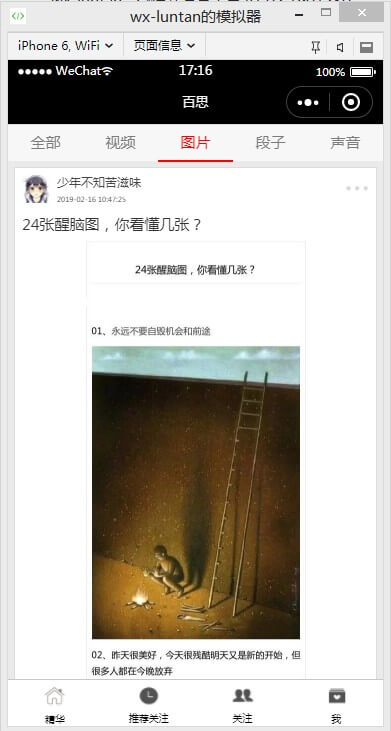 wx-luntan的模拟器
iPhone 6, WiFi 页面信息
WeChat 17:16 100%
百思
全部 视频 图片 段子 声音
少年不知苦滋味
2019-02-16 10:47:25
24张醒脑图，你看懂几张？
24张醒脑图，你看懂几张？
01、永远不要自毁机会和前途
02、昨天很美好，今天很残酷明天又是新的开始，但
很多人都在今晚放弃
精华 推荐关注 关注 我